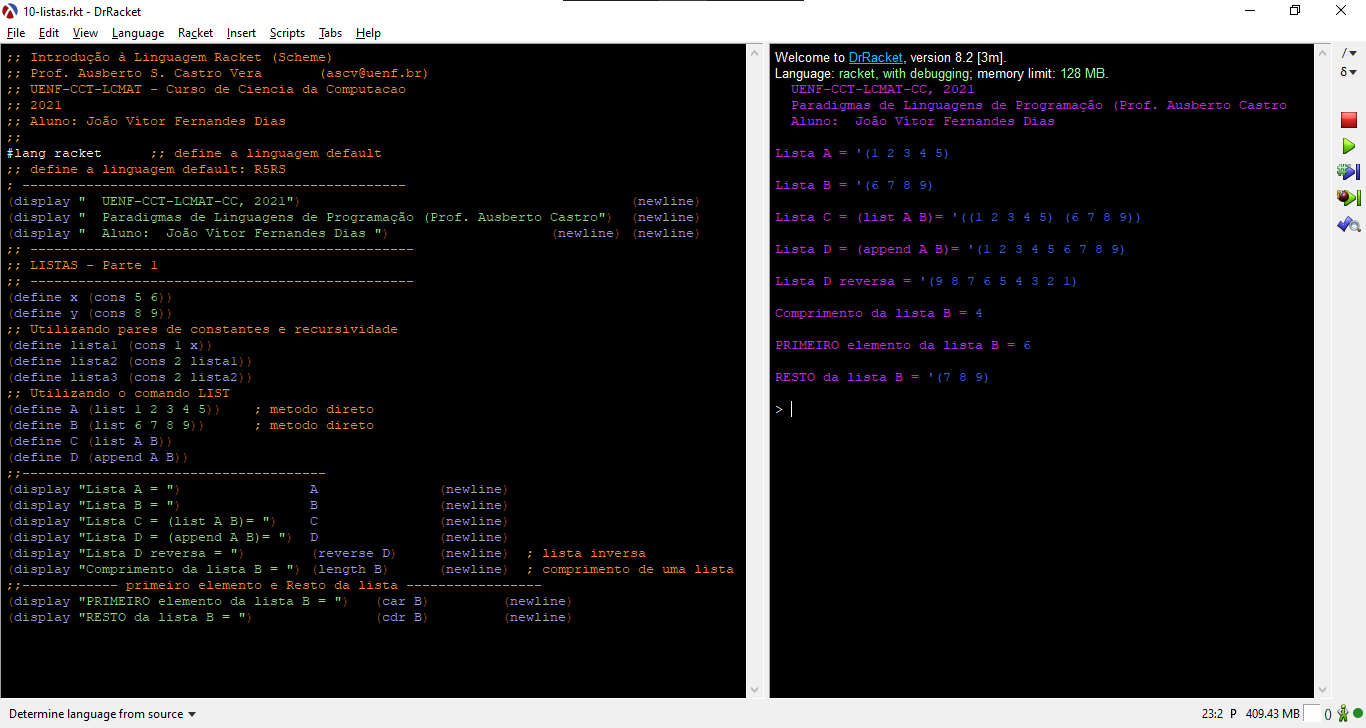 10-listas.rkt - DrRacket
File Edit View Language Racket Insert Scripts Tabs Help
;; Introdução à Linguagem Racket (Scheme)
;; Prof. Ausberto S. Castro Vera (ascv@uenf.br)
;; UENF-CCT-LCMAT - Curso de Ciencia da Computacao
;; 2021
;; Aluno: João Vítor Fernandes Dias
;;
#lang racket ;; define a linguagem default
;; define a linguagem default: R5RS
; ------------------------------------------------
(display " UENF-CCT-LCMAT-CC, 2021") (newline)
(display " Paradigmas de Linguagens de Programação (Prof. Ausberto Castro") (newline)
(display " Aluno: João Vítor Fernandes Dias ") (newline) (newline)
;; ------------------------------------------------
;; LISTAS - Parte 1
;; ------------------------------------------------
(define x (cons 5 6))
(define y (cons 8 9))
;; Utilizando pares de constantes e recursividade
(define lista1 (cons 1 x))
(define lista2 (cons 2 lista1))
(define lista3 (cons 2 lista2))
;; Utilizando o comando LIST
(define A (list 1 2 3 4 5)) ; metodo direto
(define B (list 6 7 8 9)) ; metodo direto
(define C (list A B))
(define D (append A B))
;;--------------------------------------
(display "Lista A = ") A (newline)
(display "Lista B = ") B (newline)
(display "Lista C = (list A B)= ") C (newline)
(display "Lista D = (append A B)= ") D (newline)
(display "Lista D reversa = ") (reverse D) (newline) ; lista inversa
(display "Comprimento da lista B = ") (length B) (newline) ; comprimento de uma lista
;;------------ primeiro elemento e Resto da lista -----------------
(display "PRIMEIRO elemento da lista B = ") (car B) (newline)
(display "RESTO da lista B = ") (cdr B) (newline)
Welcome to DrRacket, version 8.2 [3m].
Language: racket, with debugging; memory limit: 128 MB.
UENF-CCT-LCMAT-CC, 2021
Paradigmas de Linguagens de Programação (Prof. Ausberto Castro
Aluno: João Vítor Fernandes Dias
Lista A = '(1 2 3 4 5)
Lista B = '(6 7 8 9)
Lista C = (list A B)= '((1 2 3 4 5) (6 7 8 9))
Lista D = (append A B)= '(1 2 3 4 5 6 7 8 9)
Lista D reversa = '(9 8 7 6 5 4 3 2 1)
Comprimento da lista B = 4
PRIMEIRO elemento da lista B = 6
RESTO da lista B = '(7 8 9)
>
/
δ
Determine language from source
23:2 P 409.43 MB ()